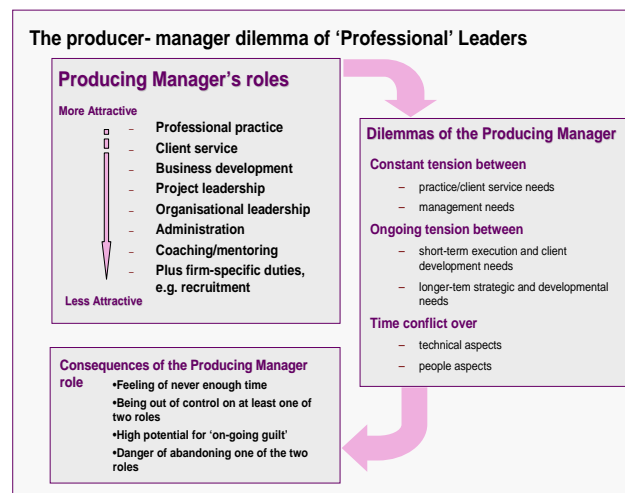 The producer- manager dilemma of 'Professional' Leaders
Producing Manager's roles
More Attractive
– Professional practice
– Client service
– Business development
– Project leadership
– Organisational leadership
– Administration
– Coaching/mentoring
– Plus firm-specific duties,
e.g. recruitment
Less Attractive
Dilemmas of the Producing Manager
Constant tension between
– practice/client service needs
– management needs
Ongoing tension between
– short-term execution and client
development needs
– longer-tem strategic and developmental
needs
Time conflict over
– technical aspects
– people aspects
Consequences of the Producing Manager
role
•Feeling of never enough time
•Being out of control on at least one of
two roles
•High potential for 'on-going guilt'
•Danger of abandoning one of the two
roles